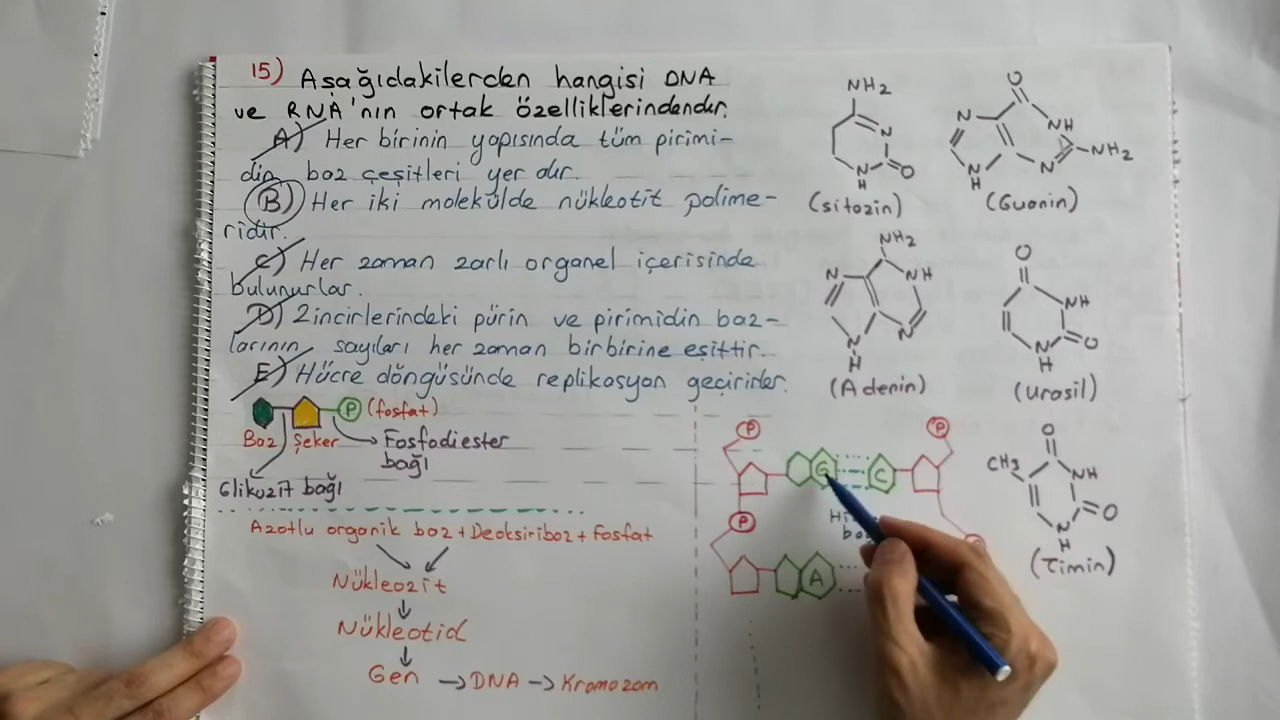 15) Aşağıdakilerden hangisi DNA
ve RNA'nın ortak özelliklerindendir.
A) Her birinin yapısında tüm pirimi-
din baz çeşitleri yer alır.
B) Her iki molekülde nükleotit polime-
ridir.
C) Her zaman zarlı organel içerisinde
bulunurlar.
D) Zincirlerindeki pürin ve pirimidin baz-
larının sayıları her zaman birbirine eşittir.
E) Hücre döngüsünde replikasyon geçirirler.
P (fosfat)
Baz Şeker
Fosfodiester
bağı
Glikozit bağı
Azotlu organik baz + Deoksiriboz + Fosfat
Nükleozit
Nükleotid
Gen → DNA → Kromozom
NH2
N
O
N
H
(Sitozin)
O
N
NH
NH2
N
N
H
(Guanin)
NH2
N
NH
N
N
H
(Adenin)
O
NH
O
N
H
(Urasil)
P
P
G
C
P
A
O
CH3
NH
O
N
H
(Timin)